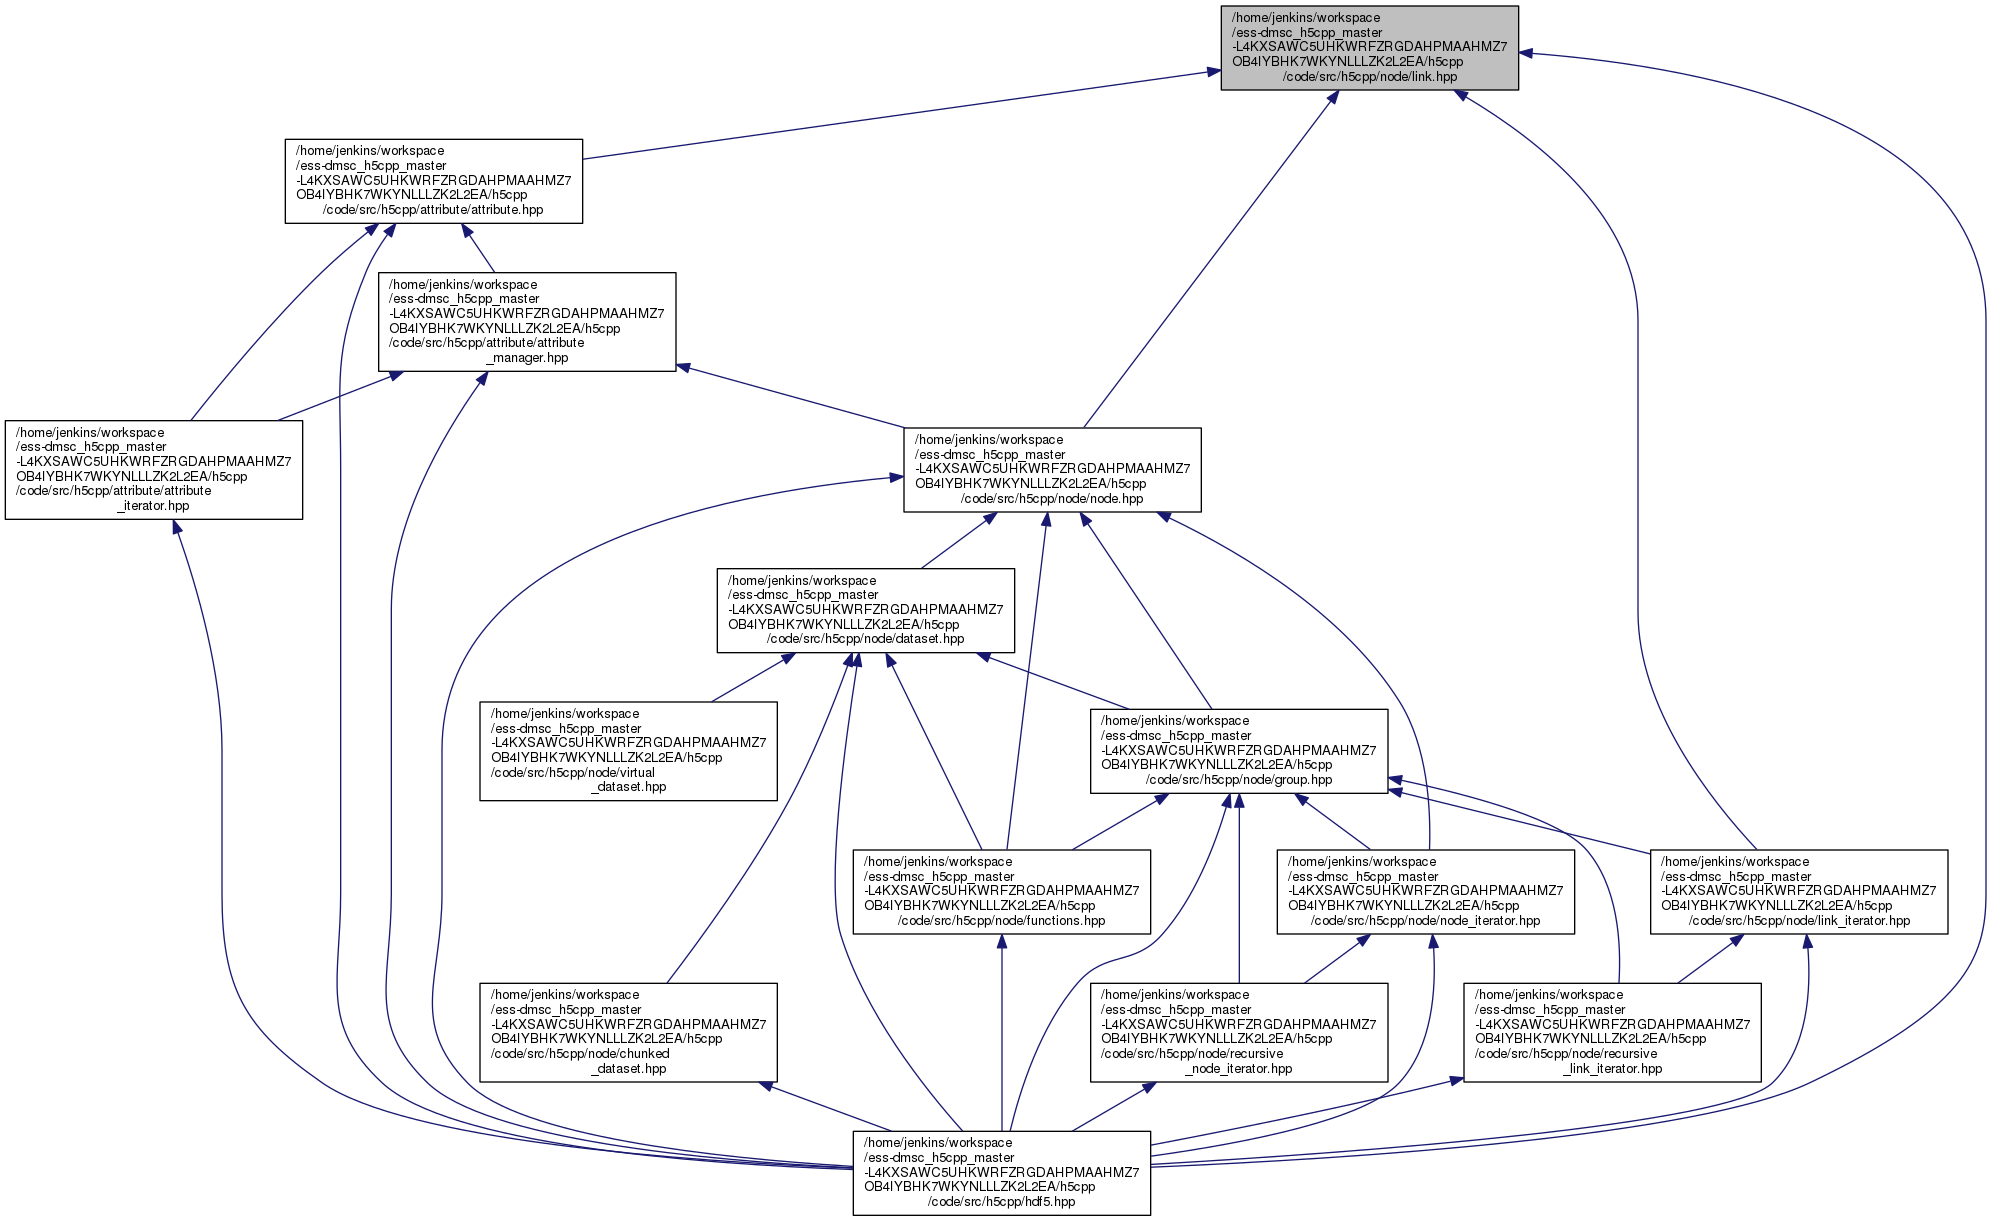 /home/jenkins/workspace
/ess-dmsc_h5cpp_master
-L4KXSAWC5UHKWRFZRGDAHPMAAHMZ7
OB4IYBHK7WKYNLLLZK2L2EA/h5cpp
/code/src/h5cpp/node/link.hpp
/home/jenkins/workspace
/ess-dmsc_h5cpp_master
-L4KXSAWC5UHKWRFZRGDAHPMAAHMZ7
OB4IYBHK7WKYNLLLZK2L2EA/h5cpp
/code/src/h5cpp/attribute/attribute.hpp
/home/jenkins/workspace
/ess-dmsc_h5cpp_master
-L4KXSAWC5UHKWRFZRGDAHPMAAHMZ7
OB4IYBHK7WKYNLLLZK2L2EA/h5cpp
/code/src/h5cpp/attribute/attribute
_manager.hpp
/home/jenkins/workspace
/ess-dmsc_h5cpp_master
-L4KXSAWC5UHKWRFZRGDAHPMAAHMZ7
OB4IYBHK7WKYNLLLZK2L2EA/h5cpp
/code/src/h5cpp/attribute/attribute
_iterator.hpp
/home/jenkins/workspace
/ess-dmsc_h5cpp_master
-L4KXSAWC5UHKWRFZRGDAHPMAAHMZ7
OB4IYBHK7WKYNLLLZK2L2EA/h5cpp
/code/src/h5cpp/node/node.hpp
/home/jenkins/workspace
/ess-dmsc_h5cpp_master
-L4KXSAWC5UHKWRFZRGDAHPMAAHMZ7
OB4IYBHK7WKYNLLLZK2L2EA/h5cpp
/code/src/h5cpp/node/dataset.hpp
/home/jenkins/workspace
/ess-dmsc_h5cpp_master
-L4KXSAWC5UHKWRFZRGDAHPMAAHMZ7
OB4IYBHK7WKYNLLLZK2L2EA/h5cpp
/code/src/h5cpp/node/virtual
_dataset.hpp
/home/jenkins/workspace
/ess-dmsc_h5cpp_master
-L4KXSAWC5UHKWRFZRGDAHPMAAHMZ7
OB4IYBHK7WKYNLLLZK2L2EA/h5cpp
/code/src/h5cpp/node/group.hpp
/home/jenkins/workspace
/ess-dmsc_h5cpp_master
-L4KXSAWC5UHKWRFZRGDAHPMAAHMZ7
OB4IYBHK7WKYNLLLZK2L2EA/h5cpp
/code/src/h5cpp/node/functions.hpp
/home/jenkins/workspace
/ess-dmsc_h5cpp_master
-L4KXSAWC5UHKWRFZRGDAHPMAAHMZ7
OB4IYBHK7WKYNLLLZK2L2EA/h5cpp
/code/src/h5cpp/node/node_iterator.hpp
/home/jenkins/workspace
/ess-dmsc_h5cpp_master
-L4KXSAWC5UHKWRFZRGDAHPMAAHMZ7
OB4IYBHK7WKYNLLLZK2L2EA/h5cpp
/code/src/h5cpp/node/link_iterator.hpp
/home/jenkins/workspace
/ess-dmsc_h5cpp_master
-L4KXSAWC5UHKWRFZRGDAHPMAAHMZ7
OB4IYBHK7WKYNLLLZK2L2EA/h5cpp
/code/src/h5cpp/node/chunked
_dataset.hpp
/home/jenkins/workspace
/ess-dmsc_h5cpp_master
-L4KXSAWC5UHKWRFZRGDAHPMAAHMZ7
OB4IYBHK7WKYNLLLZK2L2EA/h5cpp
/code/src/h5cpp/node/recursive
_node_iterator.hpp
/home/jenkins/workspace
/ess-dmsc_h5cpp_master
-L4KXSAWC5UHKWRFZRGDAHPMAAHMZ7
OB4IYBHK7WKYNLLLZK2L2EA/h5cpp
/code/src/h5cpp/node/recursive
_link_iterator.hpp
/home/jenkins/workspace
/ess-dmsc_h5cpp_master
-L4KXSAWC5UHKWRFZRGDAHPMAAHMZ7
OB4IYBHK7WKYNLLLZK2L2EA/h5cpp
/code/src/h5cpp/hdf5.hpp